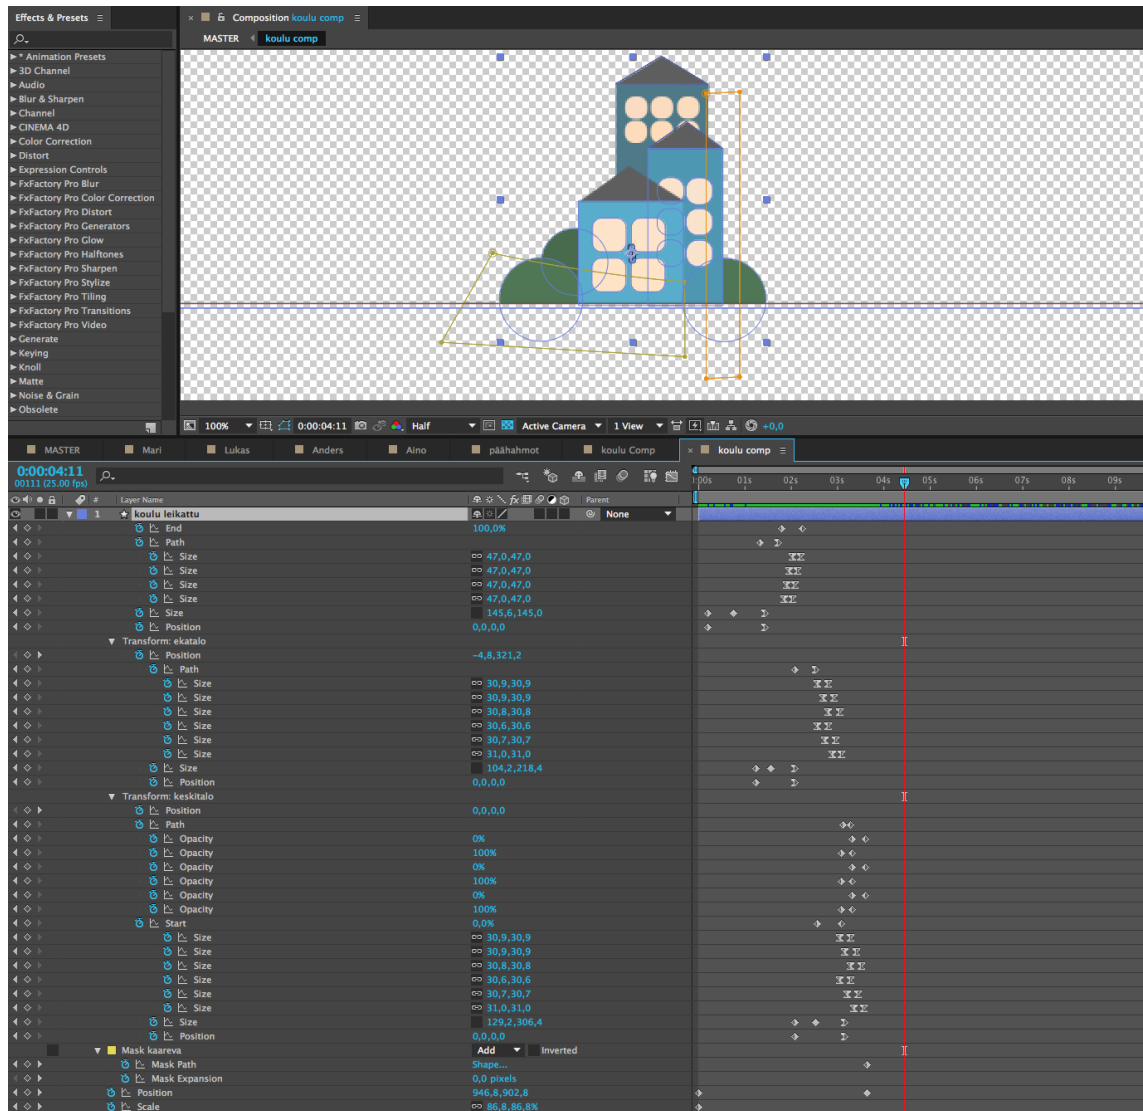 Effects & Presets
Composition koulu comp
MASTER koulu comp
* Animation Presets
3D Channel
Audio
Blur & Sharpen
Channel
CINEMA 4D
Color Correction
Distort
Expression Controls
FxFactory Pro Blur
FxFactory Pro Color Correction
FxFactory Pro Distort
FxFactory Pro Generators
FxFactory Pro Glow
FxFactory Pro Halftones
FxFactory Pro Sharpen
FxFactory Pro Stylize
FxFactory Pro Tiling
FxFactory Pro Transitions
FxFactory Pro Video
Generate
Keying
Knoll
Matte
Noise & Grain
Obsolete
100% 0:00:04:11 Half Active Camera 1 View +0,0
MASTER Mari Lukas Anders Aino päähahmot koulu Comp koulu comp
0:00:04:11
00111 (25.00 fps)
:00s 01s 02s 03s 04s 05s 06s 07s 08s 09s
# Layer Name Parent
1 koulu leikattu None
End 100,0%
Path
Size 47,0,47,0
Size 47,0,47,0
Size 47,0,47,0
Size 47,0,47,0
Size 145,6,145,0
Position 0,0,0,0
Transform: ekatalo
Position -4,8,321,2
Path
Size 30,9,30,9
Size 30,9,30,9
Size 30,8,30,8
Size 30,6,30,6
Size 30,7,30,7
Size 31,0,31,0
Size 104,2,218,4
Position 0,0,0,0
Transform: keskitalo
Position 0,0,0,0
Path
Opacity 0%
Opacity 100%
Opacity 0%
Opacity 100%
Opacity 0%
Opacity 100%
Start 0,0%
Size 30,9,30,9
Size 30,9,30,9
Size 30,8,30,8
Size 30,6,30,6
Size 30,7,30,7
Size 31,0,31,0
Size 129,2,306,4
Position 0,0,0,0
Mask kaareva Add Inverted
Mask Path Shape...
Mask Expansion 0,0 pixels
Position 946,8,902,8
Scale 86,8,86,8%